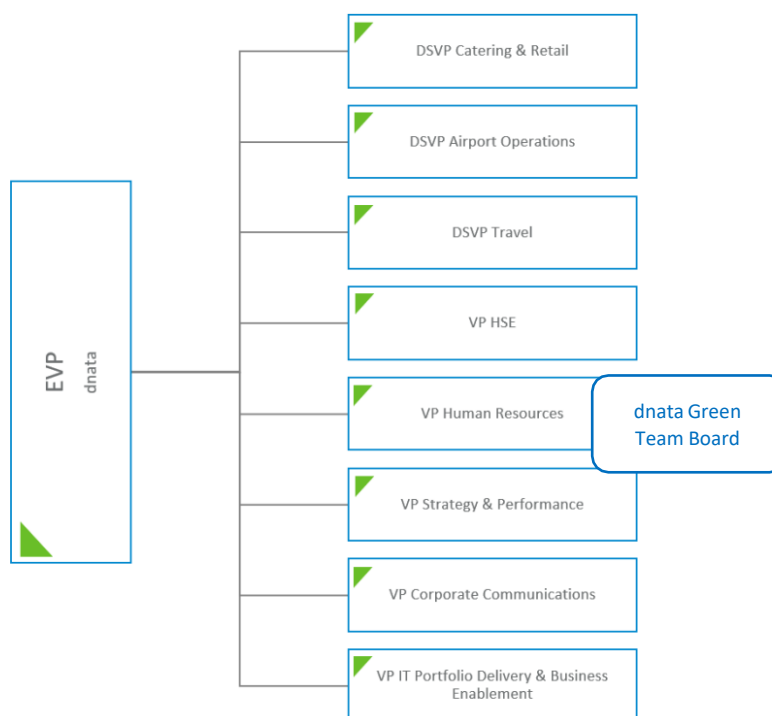 DSVP Catering & Retail
DSVP Airport Operations
DSVP Travel
VP HSE
EVP
dnata
VP Human Resources
dnata Green
Team Board
VP Strategy & Performance
VP Corporate Communications
VP IT Portfolio Delivery & Business
Enablement